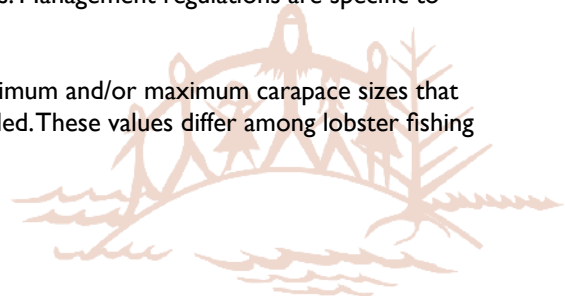 s. Management regulations are specific to
imum and/or maximum carapace sizes that
led. These values differ among lobster fishing